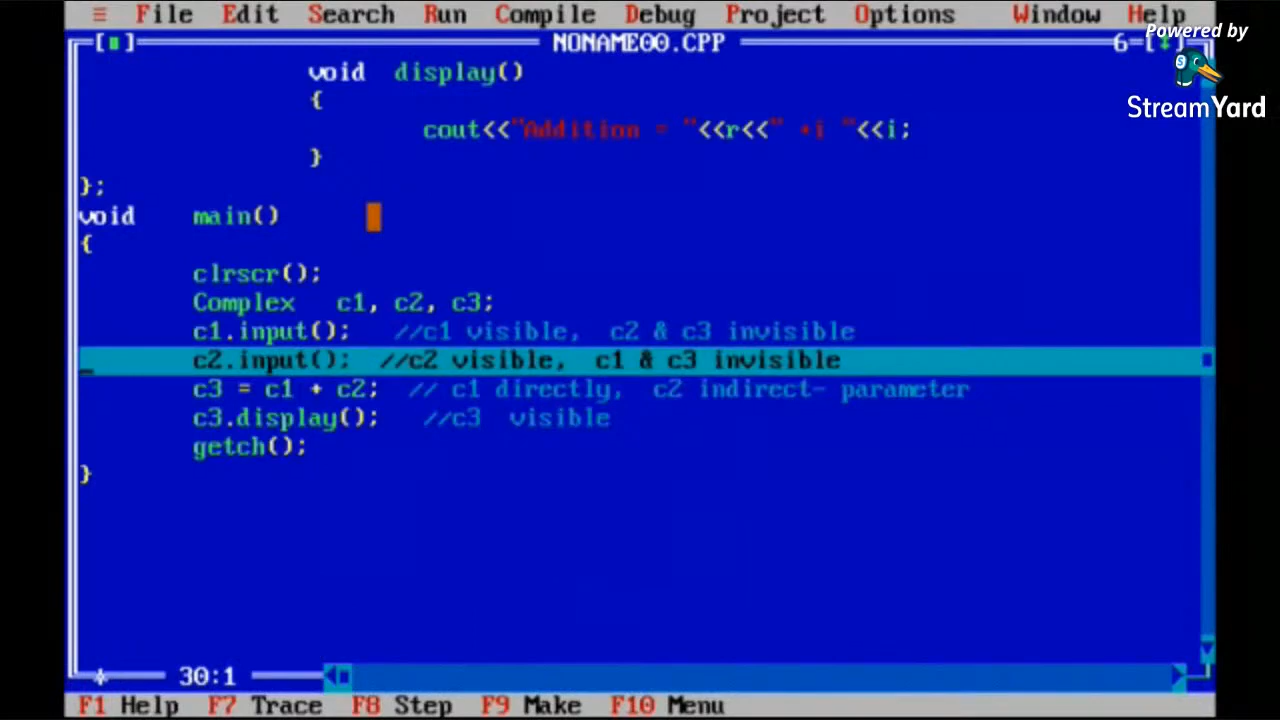 ≡ File Edit Search Run Compile Debug Project Options Window Help
Powered by
StreamYard
[■] NONAME00.CPP 6=[↕]
void display()
{
cout<<"Addition = "<<r<<" +i "<<i;
}
};
void main()
{
clrscr();
Complex c1, c2, c3;
c1.input(); //c1 visible, c2 & c3 invisible
c2.input(); //c2 visible, c1 & c3 invisible
c3 = c1 + c2; // c1 directly, c2 indirect- parameter
c3.display(); //c3 visible
getch();
}
30:1
F1 Help F7 Trace F8 Step F9 Make F10 Menu